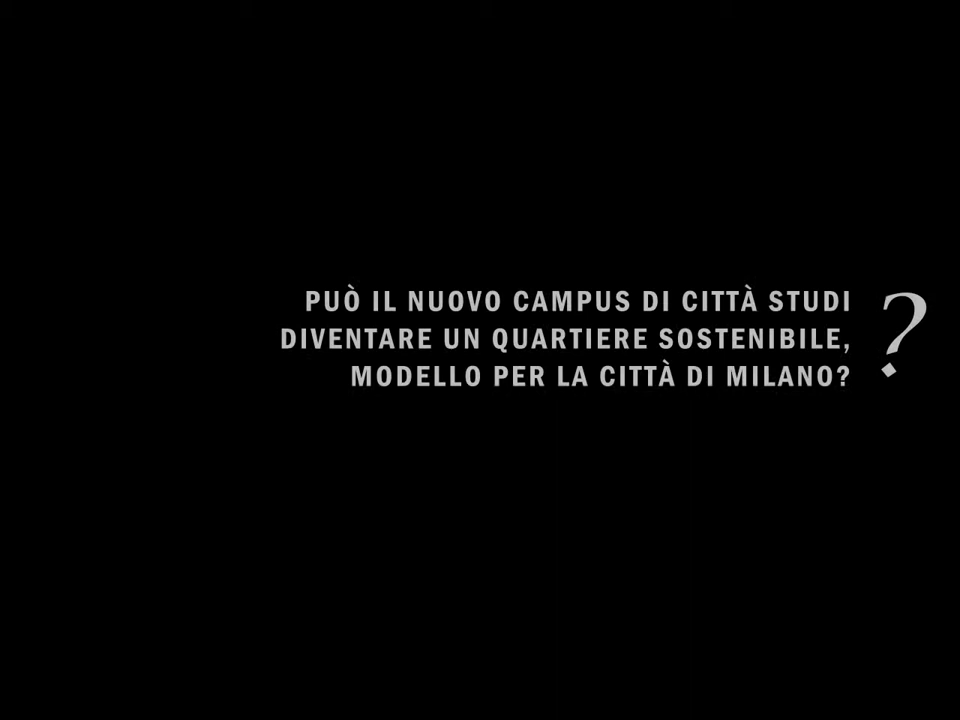 PUÒ IL NUOVO CAMPUS DI CITTÀ STUDI
DIVENTARE UN QUARTIERE SOSTENIBILE,
MODELLO PER LA CITTÀ DI MILANO?
?